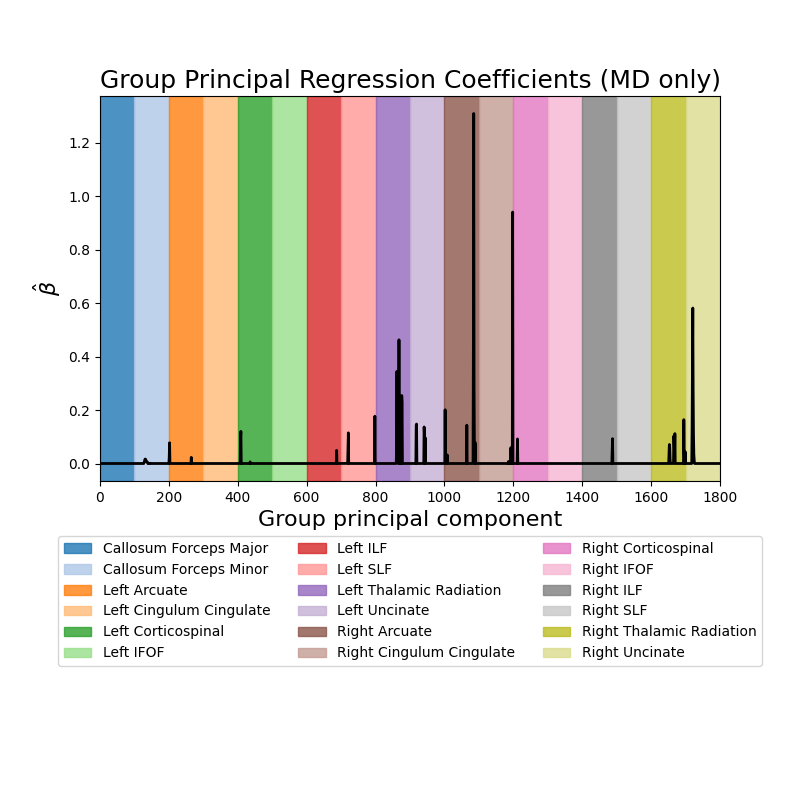 Group Principal Regression Coefficients (MD only)
1.2
1.0
0.8
0.6
0.4
0.2
0.0
β̂
0 200 400 600 800 1000 1200 1400 1600 1800
Group principal component
Callosum Forceps Major Left ILF Right Corticospinal
Callosum Forceps Minor Left SLF Right IFOF
Left Arcuate Left Thalamic Radiation Right ILF
Left Cingulum Cingulate Left Uncinate Right SLF
Left Corticospinal Right Arcuate Right Thalamic Radiation
Left IFOF Right Cingulum Cingulate Right Uncinate